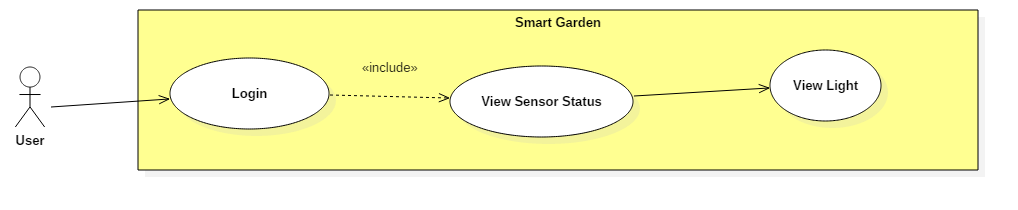 Smart Garden
Login
«include»
View Sensor Status
View Light
User